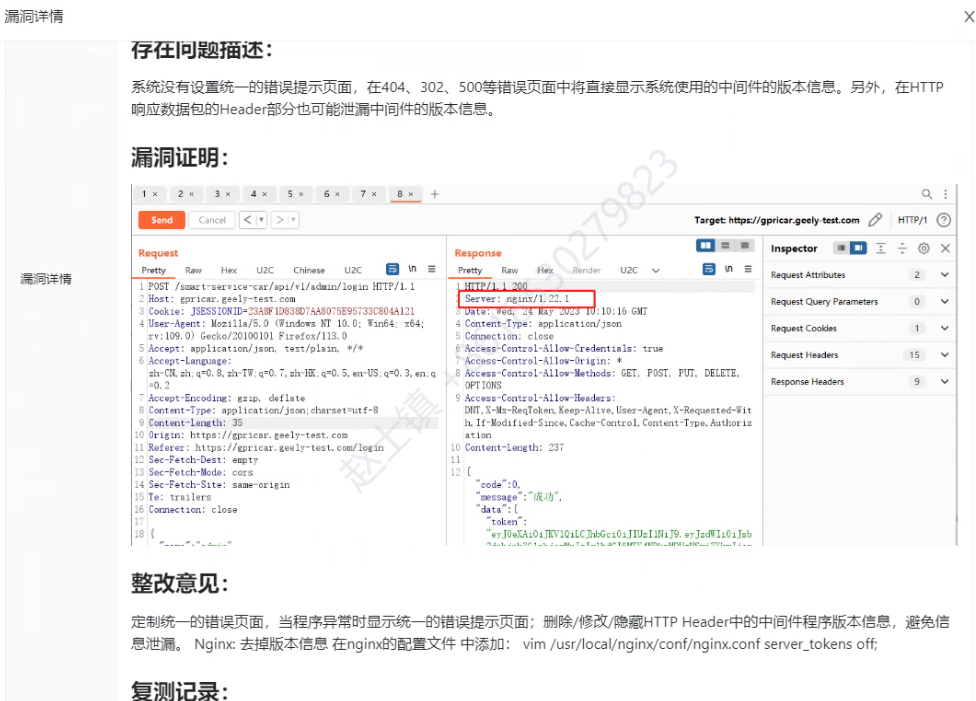 漏洞详情
X
漏洞详情
存在问题描述：
系统没有设置统一的错误提示页面，在404、302、500等错误页面中将直接显示系统使用的中间件的版本信息。另外，在HTTP
响应数据包的Header部分也可能泄漏中间件的版本信息。
漏洞证明：
1 × 2 × 3 × 4 × 5 × 6 × 7 × 8 × +
Send Cancel < >
Target: https://gpricar.geely-test.com HTTP/1
Request
Pretty Raw Hex U2C Chinese U2C \n
1 POST /smart-service-car/api/v1/admin/login HTTP/1.1
2 Host: gpricar.geely-test.com
3 Cookie: JSESSIONID=23A8F1D838D7AA8075E95733C804A121
4 User-Agent: Mozilla/5.0 (Windows NT 10.0; Win64; x64;
rv:109.0) Gecko/20100101 Firefox/113.0
5 Accept: application/json, text/plain, */*
6 Accept-Language:
zh-CN,zh;q=0.8,zh-TW;q=0.7,zh-HK;q=0.5,en-US;q=0.3,en;q
=0.2
7 Accept-Encoding: gzip, deflate
8 Content-Type: application/json;charset=utf-8
9 Content-Length: 35
10 Origin: https://gpricar.geely-test.com
11 Referer: https://gpricar.geely-test.com/login
12 Sec-Fetch-Dest: empty
13 Sec-Fetch-Mode: cors
14 Sec-Fetch-Site: same-origin
15 Te: trailers
16 Connection: close
17
18 {
Response
Pretty Raw Hex Render U2C \n
1 HTTP/1.1 200
2 Server: nginx/1.22.1
3 Date: Wed, 24 May 2023 10:10:16 GMT
4 Content-Type: application/json
5 Connection: close
6 Access-Control-Allow-Credentials: true
7 Access-Control-Allow-Origin: *
8 Access-Control-Allow-Methods: GET, POST, PUT, DELETE,
OPTIONS
9 Access-Control-Allow-Headers:
DNT,X-Mx-ReqToken,Keep-Alive,User-Agent,X-Requested-Wit
h,If-Modified-Since,Cache-Control,Content-Type,Authoriz
ation
10 Content-Length: 237
11
12 {
"code":0,
"message":"成功",
"data":{
"token":
Inspector
Request Attributes 2
Request Query Parameters 0
Request Cookies 1
Request Headers 15
Response Headers 9
整改意见：
定制统一的错误页面，当程序异常时显示统一的错误提示页面；删除/修改/隐藏HTTP Header中的中间件程序版本信息，避免信
息泄漏。 Nginx: 去掉版本信息 在nginx的配置文件 中添加： vim /usr/local/nginx/conf/nginx.conf server_tokens off;
复测记录：